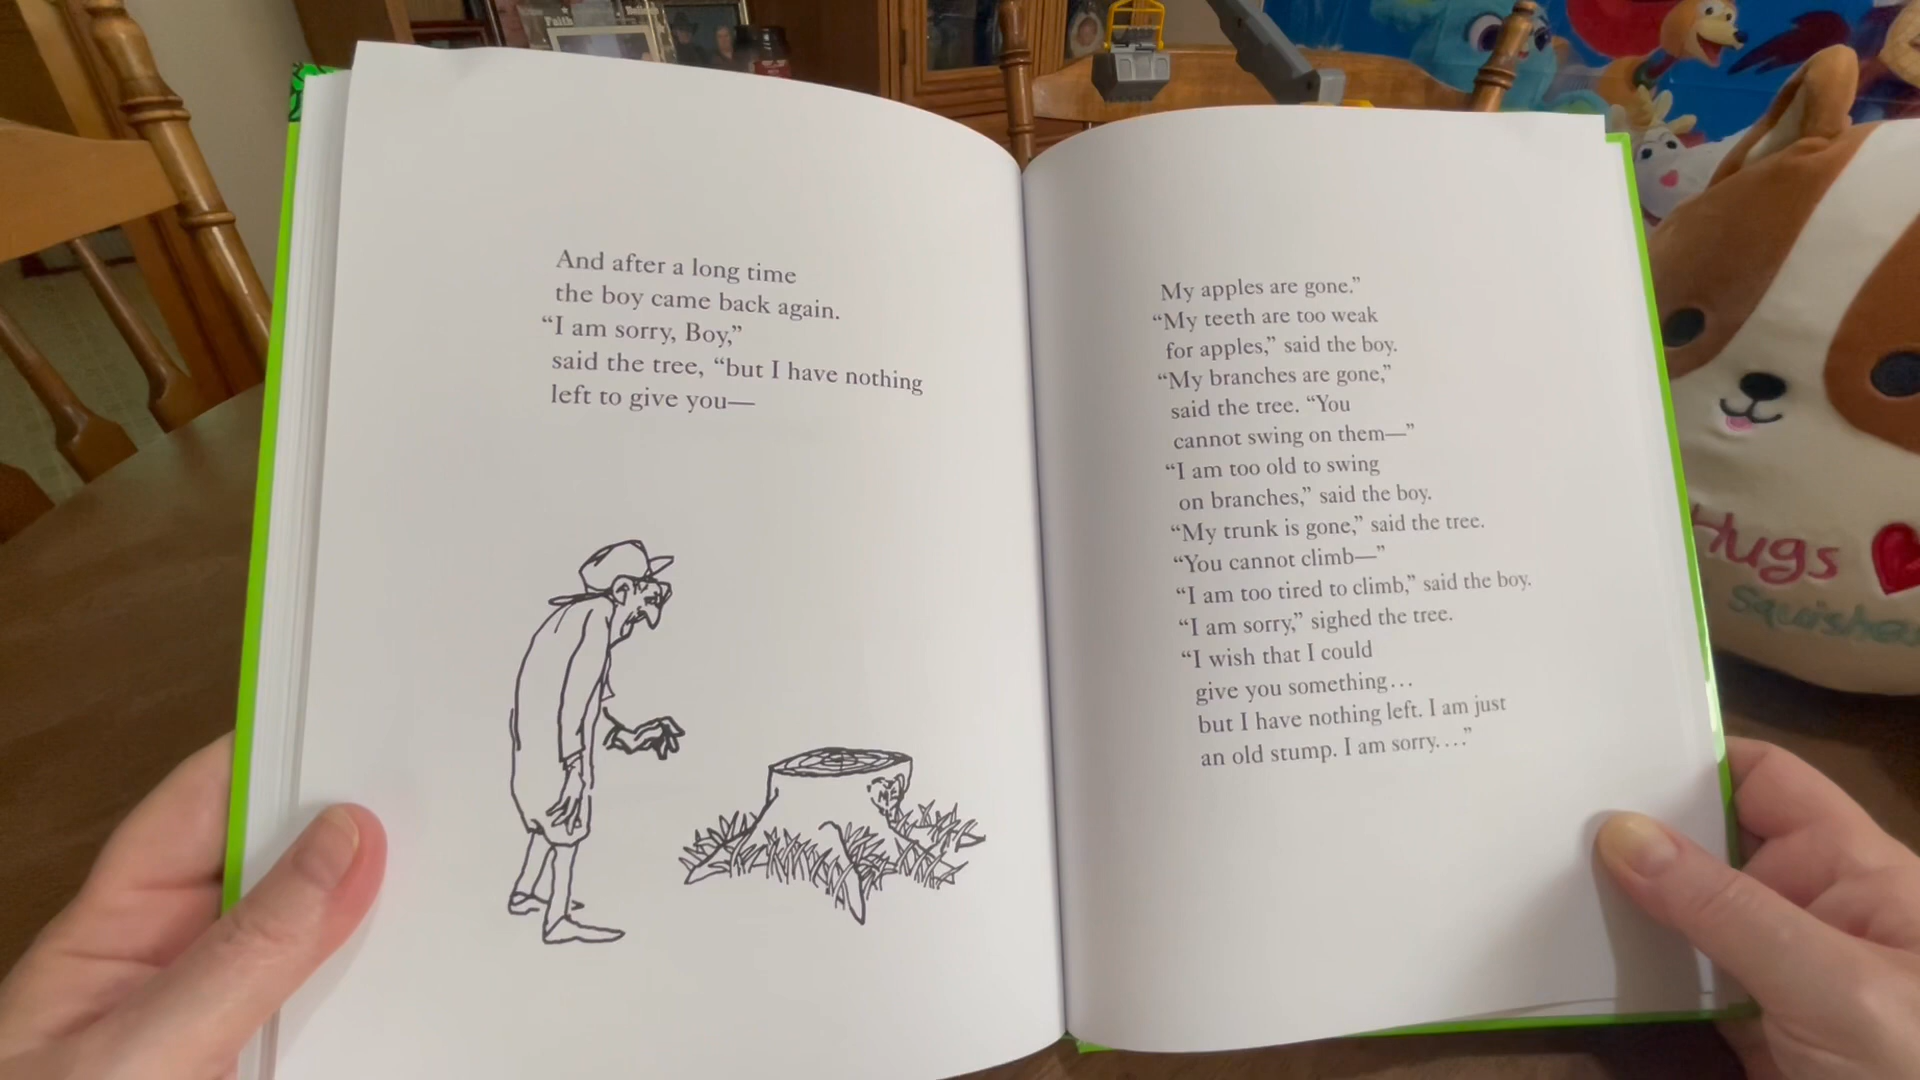 Faith
And after a long time
the boy came back again.
“I am sorry, Boy,”
said the tree, “but I have nothing
left to give you—
ME
My apples are gone.”
“My teeth are too weak
for apples,” said the boy.
“My branches are gone,”
said the tree. “You
cannot swing on them—”
“I am too old to swing
on branches,” said the boy.
“My trunk is gone,” said the tree.
“You cannot climb—”
“I am too tired to climb,” said the boy.
“I am sorry,” sighed the tree.
“I wish that I could
give you something...
but I have nothing left. I am just
an old stump. I am sorry....”
Hugs